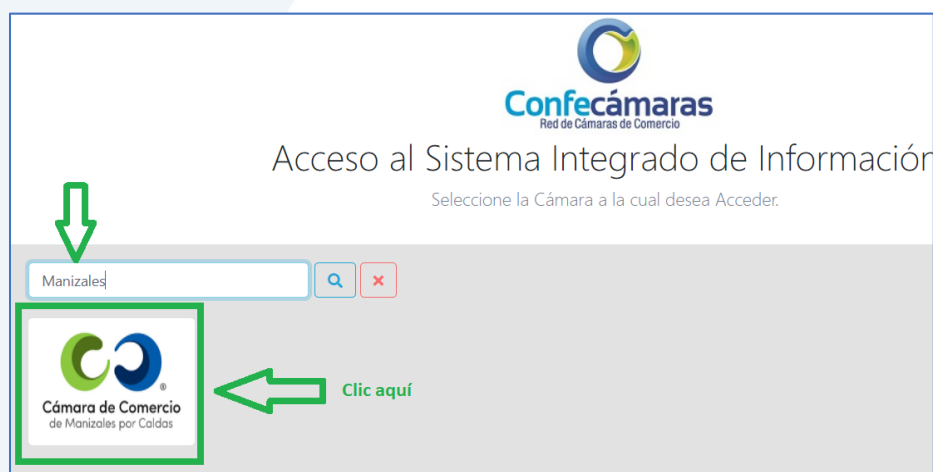 Confecámaras
Red de Cámaras de Comercio
Acceso al Sistema Integrado de Información
Seleccione la Cámara a la cual desea Acceder.
Manizales
Cámara de Comercio
de Manizales por Caldas
Clic aquí